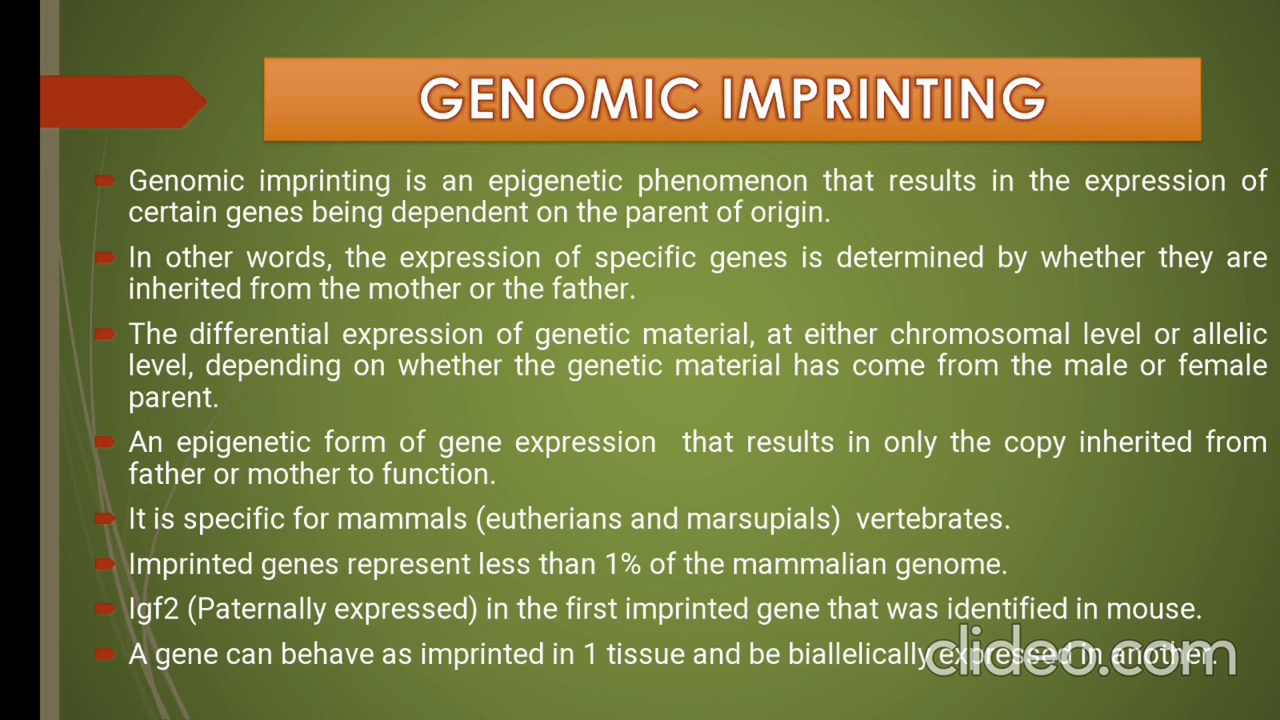 GENOMIC IMPRINTING
Genomic imprinting is an epigenetic phenomenon that results in the expression of
certain genes being dependent on the parent of origin.
In other words, the expression of specific genes is determined by whether they are
inherited from the mother or the father.
The differential expression of genetic material, at either chromosomal level or allelic
level, depending on whether the genetic material has come from the male or female
parent.
An epigenetic form of gene expression  that results in only the copy inherited from
father or mother to function.
It is specific for mammals (eutherians and marsupials)  vertebrates.
Imprinted genes represent less than 1% of the mammalian genome.
Igf2 (Paternally expressed) in the first imprinted gene that was identified in mouse.
A gene can behave as imprinted in 1 tissue and be biallelically expressed in another.
clideo.com